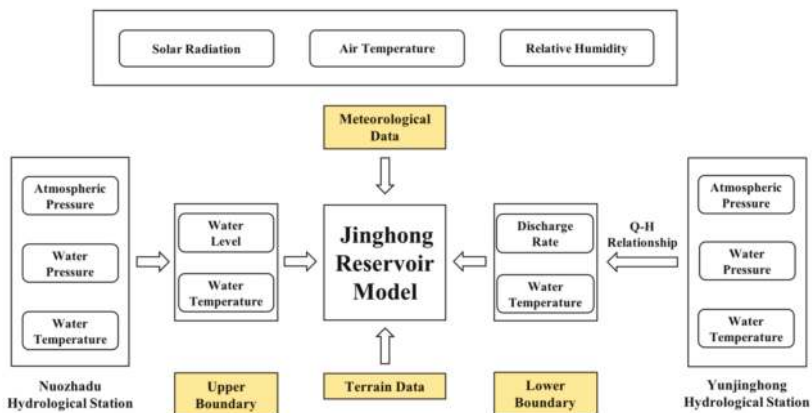 Solar Radiation
Air Temperature
Relative Humidity
Meteorological
Data
Atmospheric
Pressure
Water
Pressure
Water
Temperature
Nuozhadu
Hydrological Station
Water
Level
Water
Temperature
Upper
Boundary
Jinghong
Reservoir
Model
Terrain Data
Discharge
Rate
Water
Temperature
Lower
Boundary
Q-H
Relationship
Atmospheric
Pressure
Water
Pressure
Water
Temperature
Yunjinghong
Hydrological Station